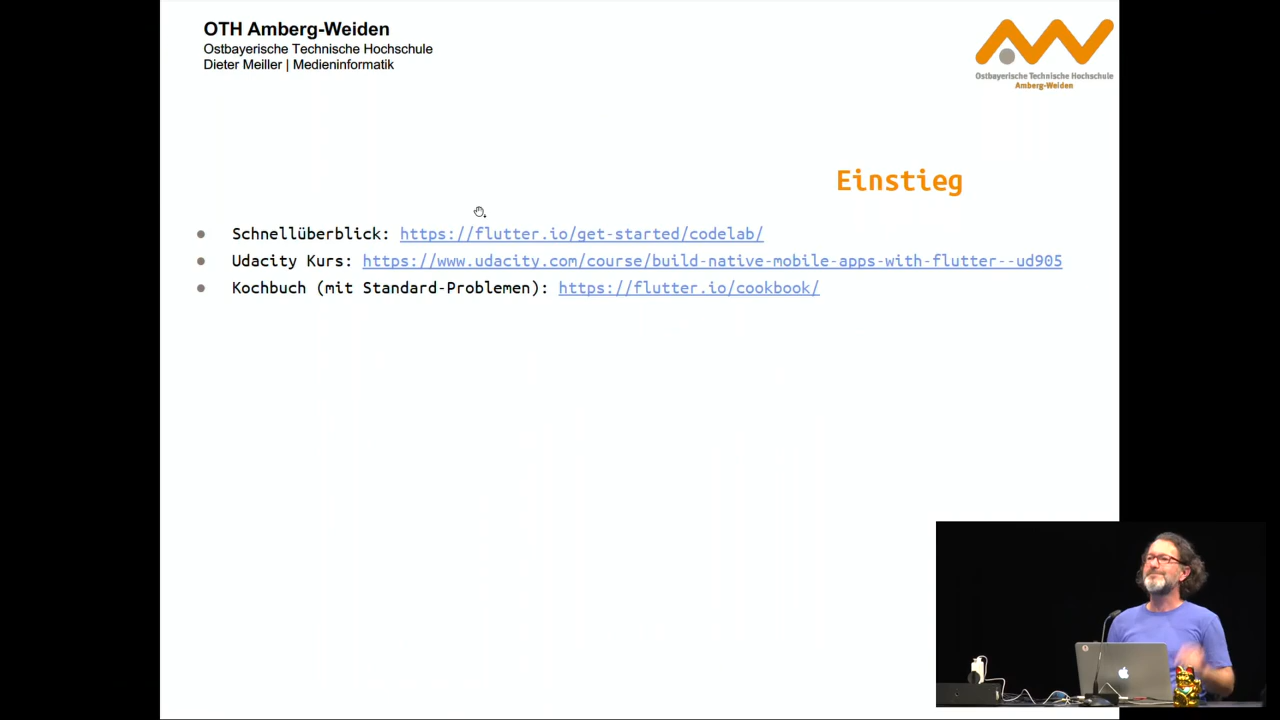 OTH Amberg-Weiden
Ostbayerische Technische Hochschule
Dieter Meiller | Medieninformatik
Ostbayerische Technische Hochschule
Amberg-Weiden
Einstieg
Schnellüberblick: https://flutter.io/get-started/codelab/
Udacity Kurs: https://www.udacity.com/course/build-native-mobile-apps-with-flutter--ud905
Kochbuch (mit Standard-Problemen): https://flutter.io/cookbook/